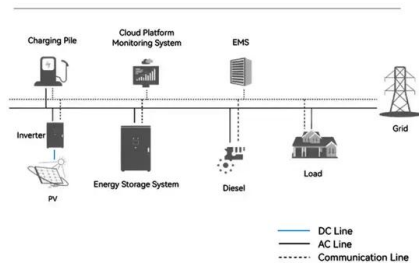 Charging Pile
Cloud Platform
Monitoring System
EMS
Grid
Inverter
PV
Energy Storage System
Diesel
Load
DC Line
AC Line
Communication Line